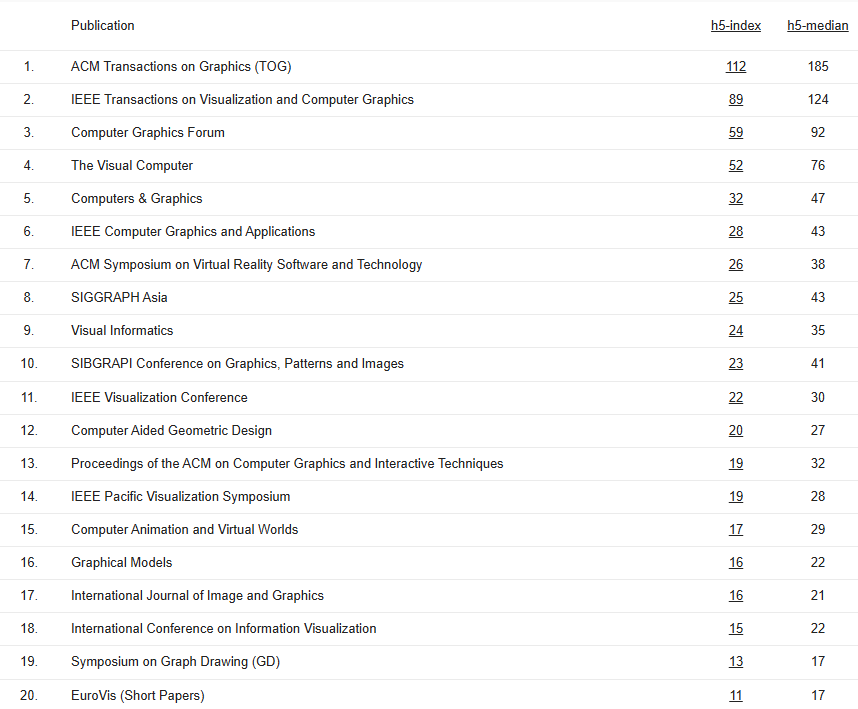 Publication h5-index h5-median
1. ACM Transactions on Graphics (TOG) 112 185
2. IEEE Transactions on Visualization and Computer Graphics 89 124
3. Computer Graphics Forum 59 92
4. The Visual Computer 52 76
5. Computers & Graphics 32 47
6. IEEE Computer Graphics and Applications 28 43
7. ACM Symposium on Virtual Reality Software and Technology 26 38
8. SIGGRAPH Asia 25 43
9. Visual Informatics 24 35
10. SIBGRAPI Conference on Graphics, Patterns and Images 23 41
11. IEEE Visualization Conference 22 30
12. Computer Aided Geometric Design 20 27
13. Proceedings of the ACM on Computer Graphics and Interactive Techniques 19 32
14. IEEE Pacific Visualization Symposium 19 28
15. Computer Animation and Virtual Worlds 17 29
16. Graphical Models 16 22
17. International Journal of Image and Graphics 16 21
18. International Conference on Information Visualization 15 22
19. Symposium on Graph Drawing (GD) 13 17
20. EuroVis (Short Papers) 11 17